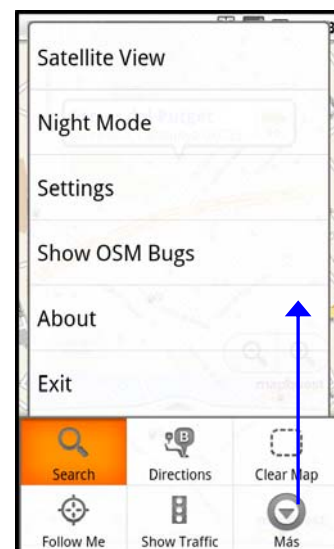 Satellite View
Night Mode
Settings
Show OSM Bugs
About
Exit
Search Directions Clear Map
Follow Me Show Traffic Más